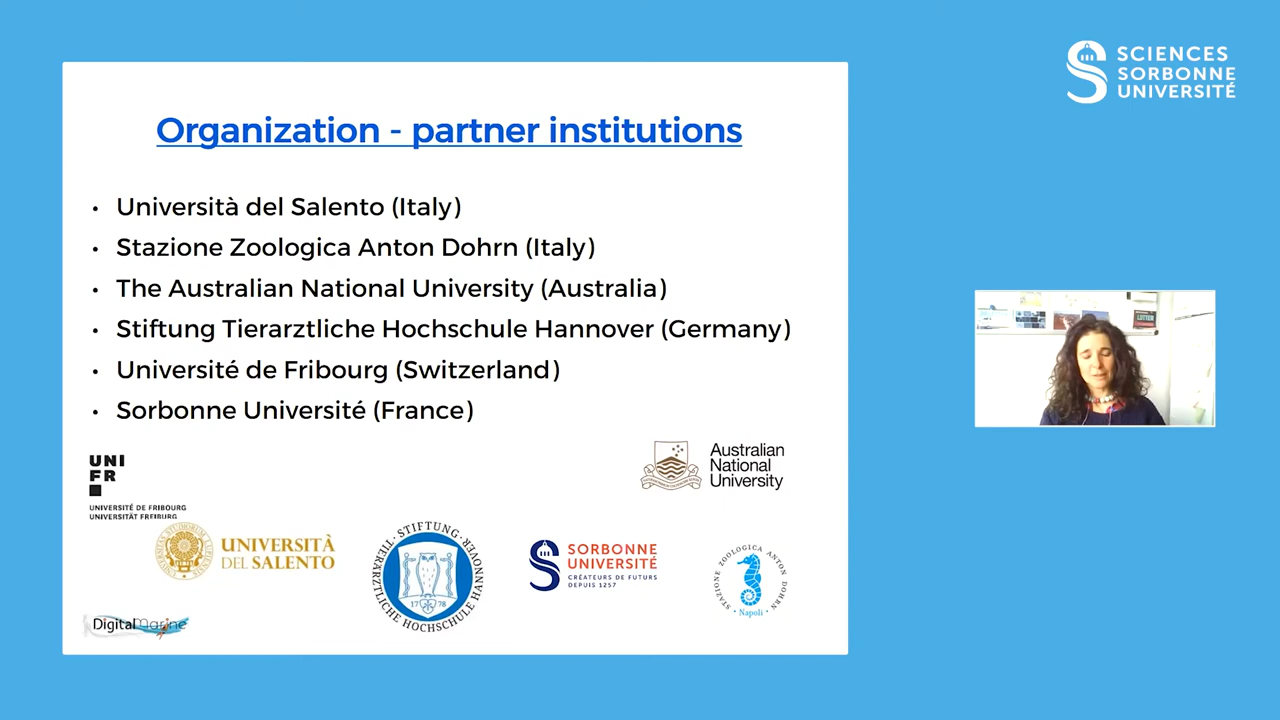 SCIENCES
SORBONNE
UNIVERSITÉ
Organization - partner institutions
• Università del Salento (Italy)
• Stazione Zoologica Anton Dohrn (Italy)
• The Australian National University (Australia)
• Stiftung Tierarztliche Hochschule Hannover (Germany)
• Université de Fribourg (Switzerland)
• Sorbonne Université (France)
UNI
FR
UNIVERSITÉ DE FRIBOURG
UNIVERSITÄT FREIBURG
Australian
National
University
UNIVERSITÀ
DEL SALENTO
STIFTUNG · TIERÄRZTLICHE HOCHSCHULE HANNOVER
1778
SORBONNE
UNIVERSITÉ
CRÉATEURS DE FUTURS
DEPUIS 1257
STAZIONE ZOOLOGICA ANTON DOHRN
• Napoli •
DigitalMarine